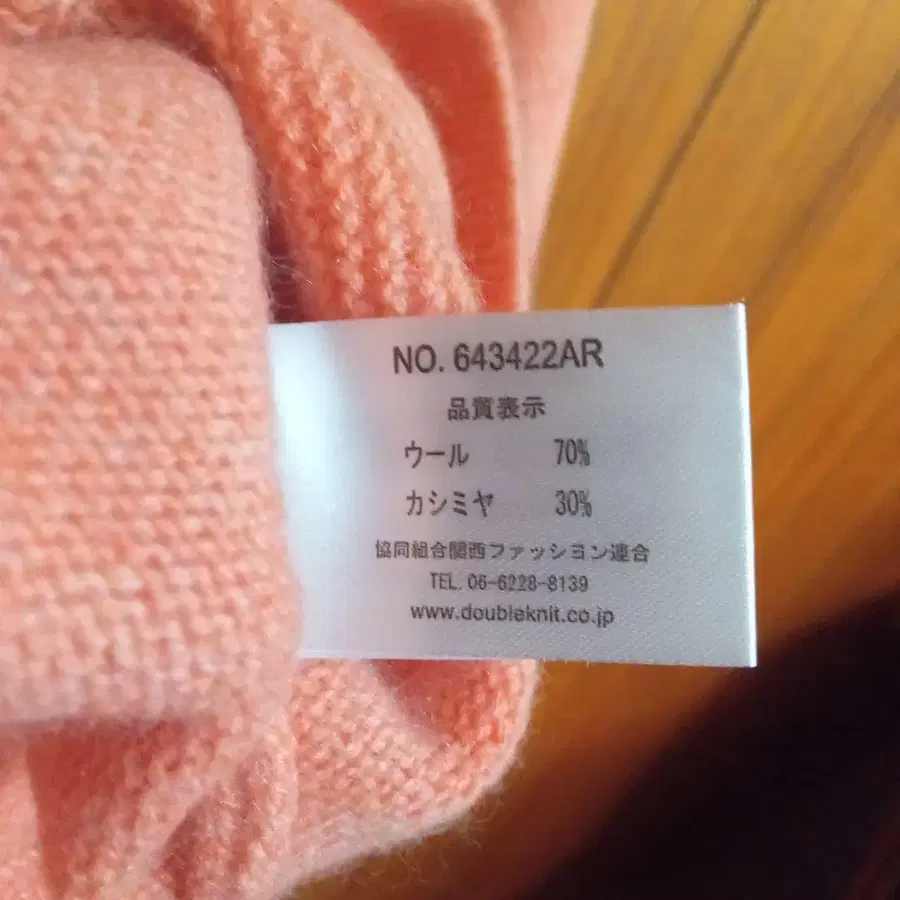 NO. 643422AR
品質表示
ウール 70%
カシミヤ 30%
協同組合関西ファッション連合
TEL. 06-6228-8139
www.doubleknit.co.jp